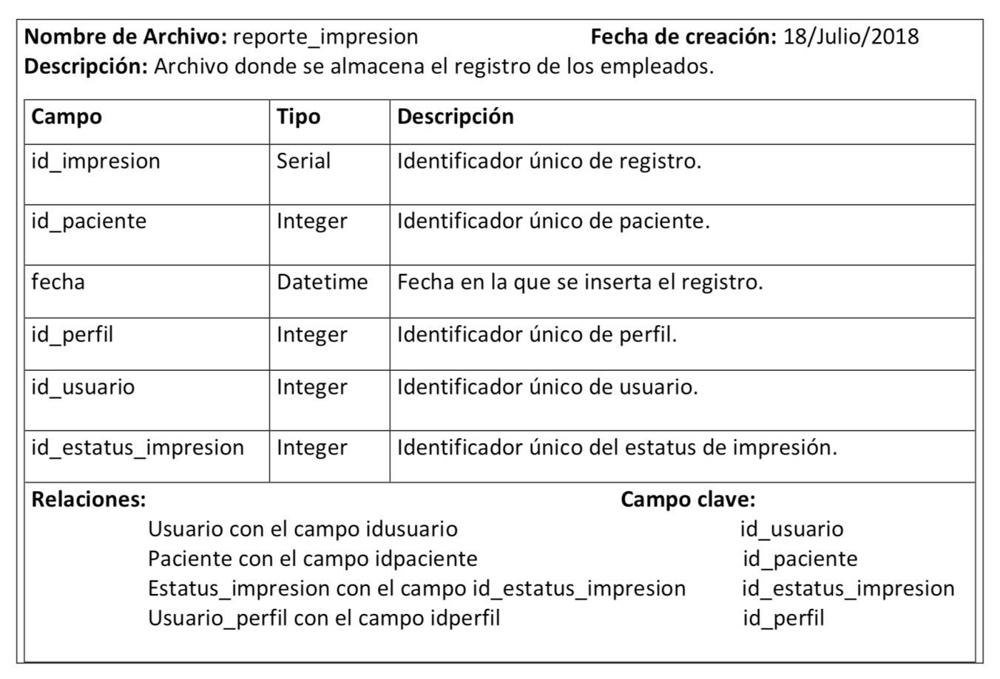 Nombre de Archivo: reporte_impresion Fecha de creación: 18/Julio/2018
Descripción: Archivo donde se almacena el registro de los empleados.
Campo Tipo Descripción
id_impresion Serial Identificador único de registro.
id_paciente Integer Identificador único de paciente.
fecha Datetime Fecha en la que se inserta el registro.
id_perfil Integer Identificador único de perfil.
id_usuario Integer Identificador único de usuario.
id_estatus_impresion Integer Identificador único del estatus de impresión.
Relaciones: Campo clave:
Usuario con el campo idusuario id_usuario
Paciente con el campo idpaciente id_paciente
Estatus_impresion con el campo id_estatus_impresion id_estatus_impresion
Usuario_perfil con el campo idperfil id_perfil